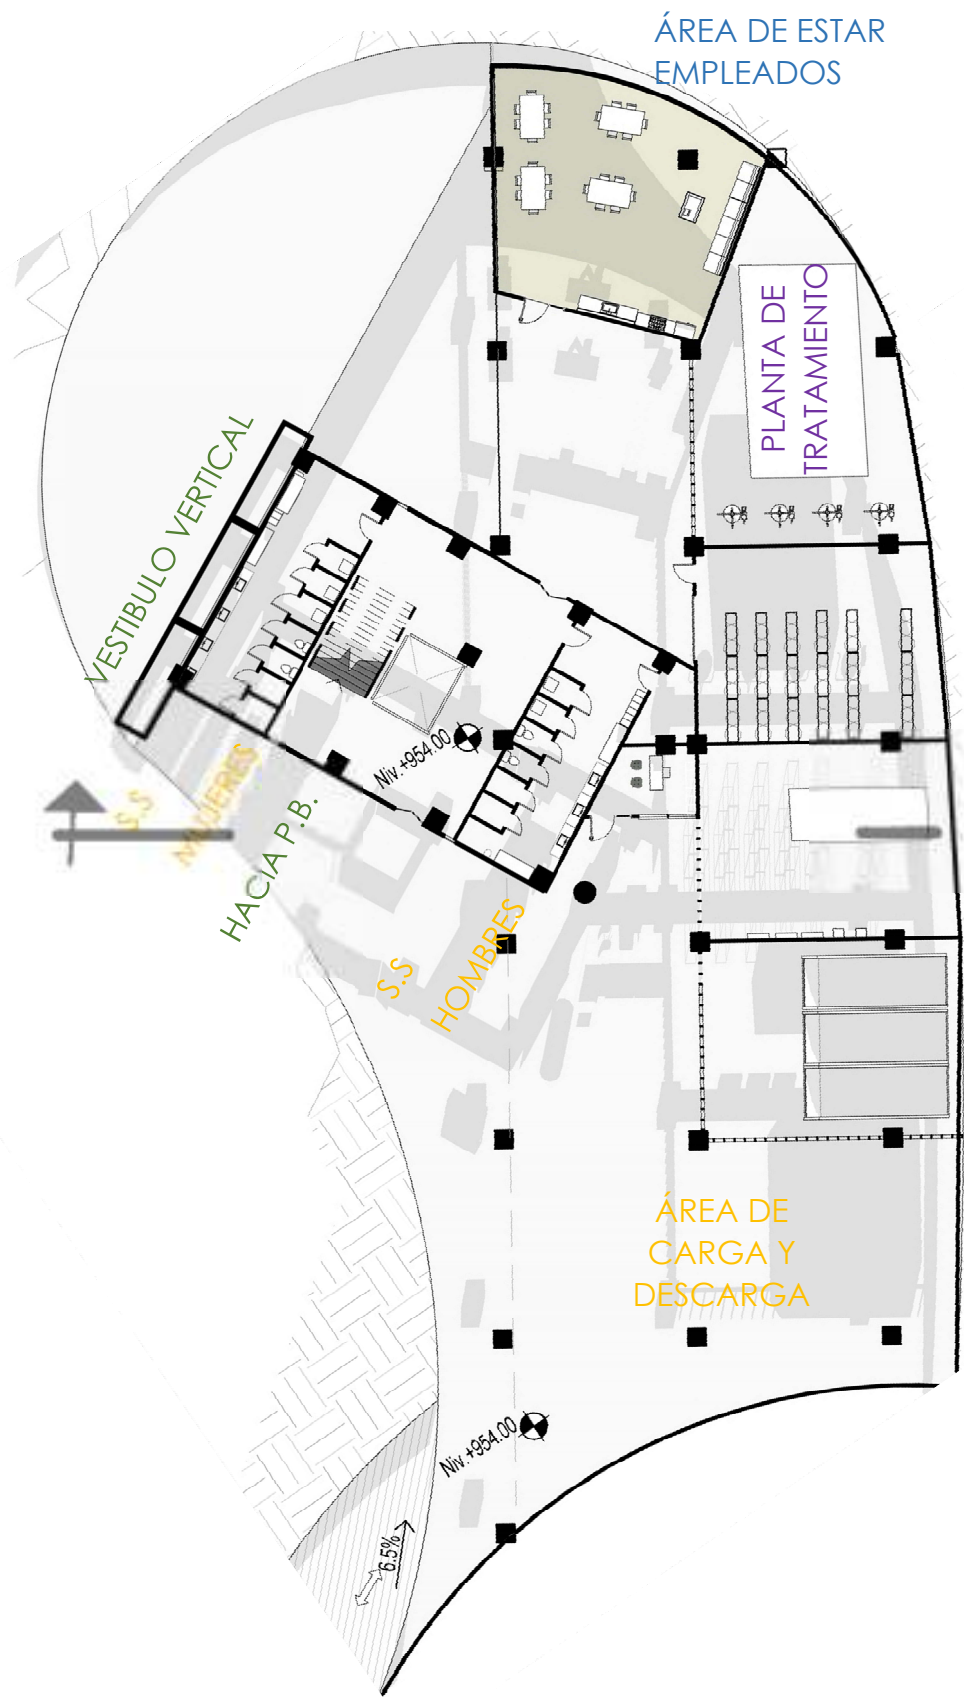 ÁREA DE ESTAR
EMPLEADOS
PLANTA DE
TRATAMIENTO
VESTIBULO VERTICAL
Niv.+954.00
S.S
MUJERES
HACIA P.B.
S.S
HOMBRES
ÁREA DE
CARGA Y
DESCARGA
Niv.+954.00
6.5%